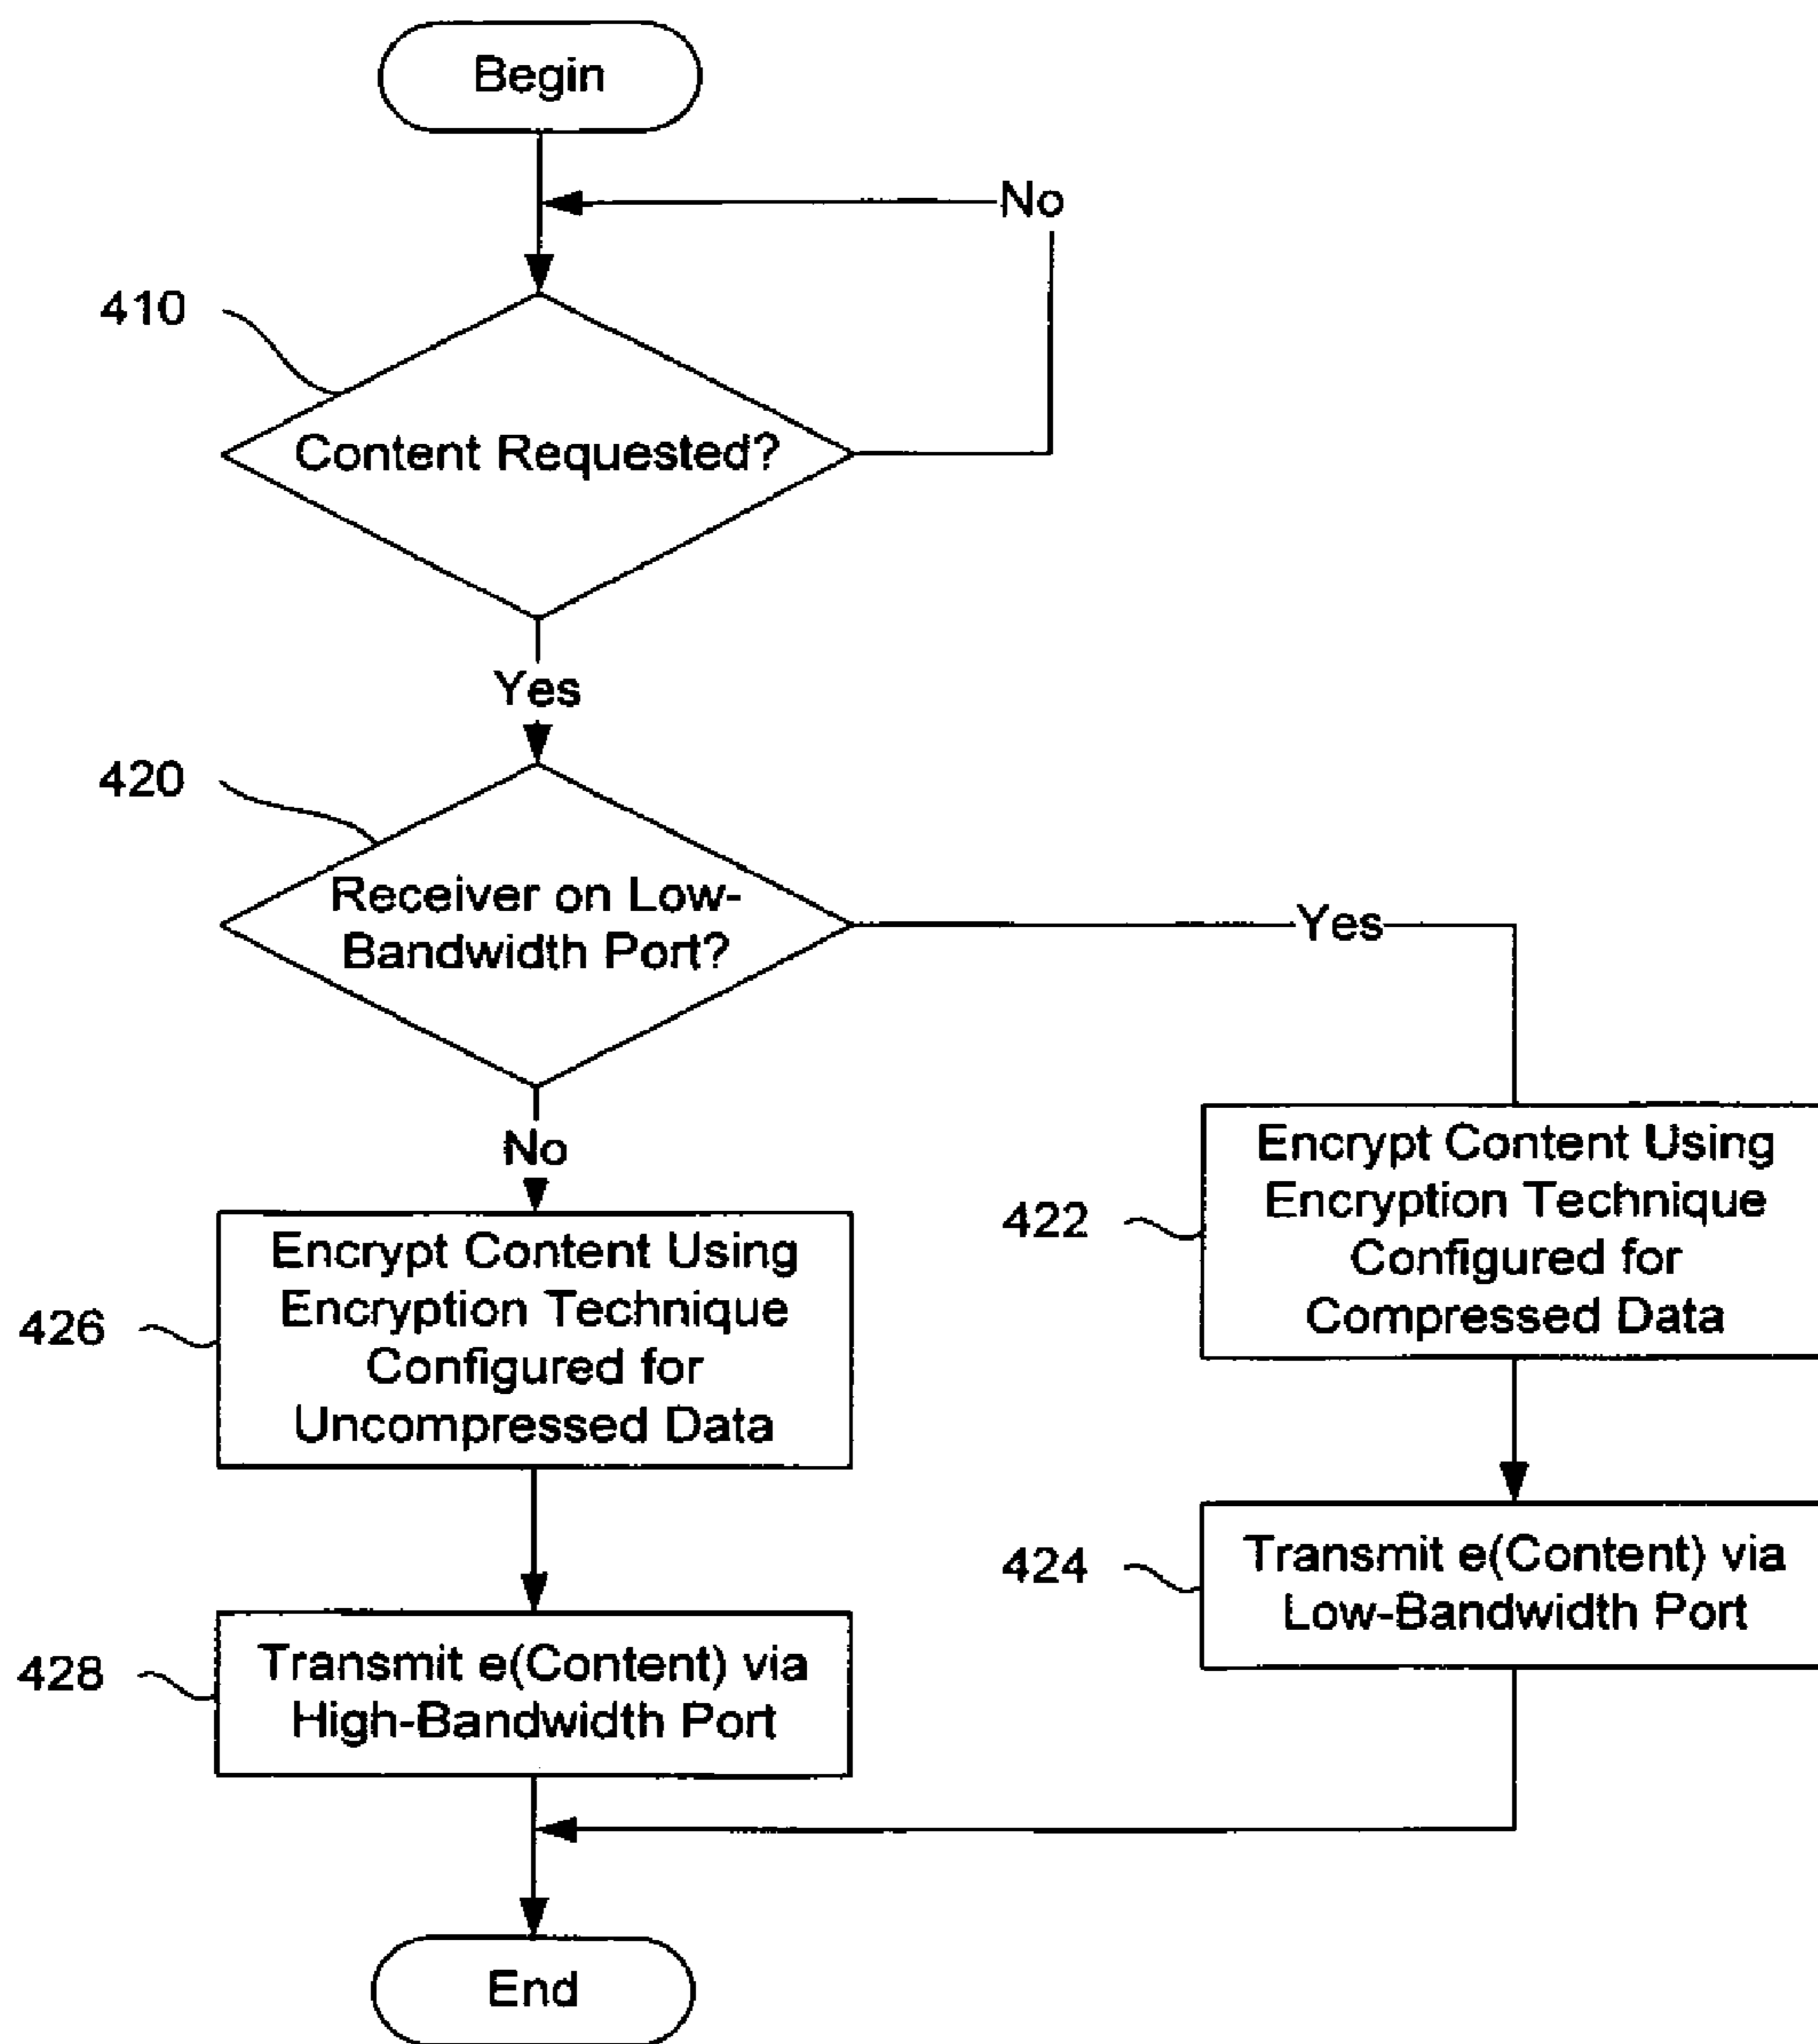 Begin
No
410
Content Requested?
Yes
420
Receiver on Low-
Bandwidth Port?
Yes
No
Encrypt Content Using
Encryption Technique
Configured for
Compressed Data
422
Encrypt Content Using
Encryption Technique
Configured for
Uncompressed Data
426
Transmit e(Content) via
Low-Bandwidth Port
424
Transmit e(Content) via
High-Bandwidth Port
428
End